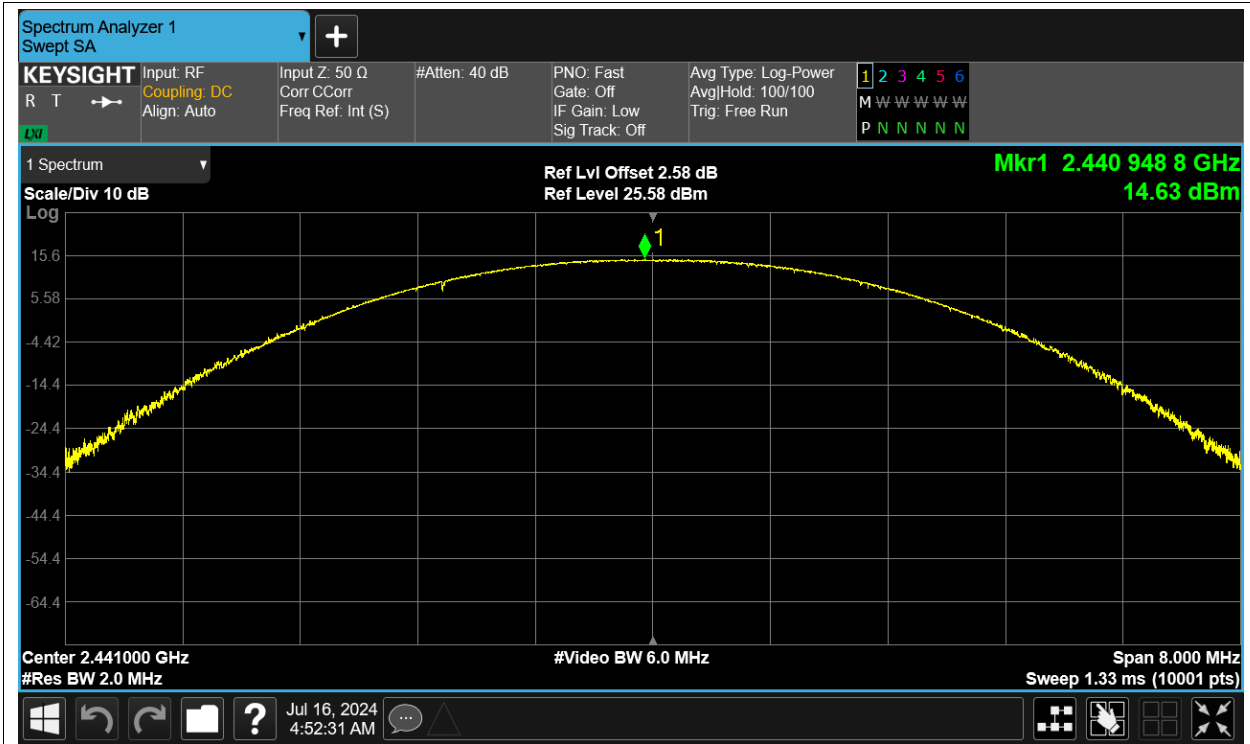 Spectrum Analyzer 1
Swept SA
KEYSIGHT
R T
LXI
Input: RF
Coupling: DC
Align: Auto
Input Z: 50 Ω
Corr CCorr
Freq Ref: Int (S)
#Atten: 40 dB
PNO: Fast
Gate: Off
IF Gain: Low
Sig Track: Off
Avg Type: Log-Power
Avg|Hold: 100/100
Trig: Free Run
1 2 3 4 5 6
M W W W W W
P N N N N N
1 Spectrum
Scale/Div 10 dB
Log
Ref Lvl Offset 2.58 dB
Ref Level 25.58 dBm
Mkr1 2.440 948 8 GHz
14.63 dBm
1
15.6
5.58
-4.42
-14.4
-24.4
-34.4
-44.4
-54.4
-64.4
Center 2.441000 GHz
#Res BW 2.0 MHz
#Video BW 6.0 MHz
Span 8.000 MHz
Sweep 1.33 ms (10001 pts)
?
Jul 16, 2024
4:52:31 AM